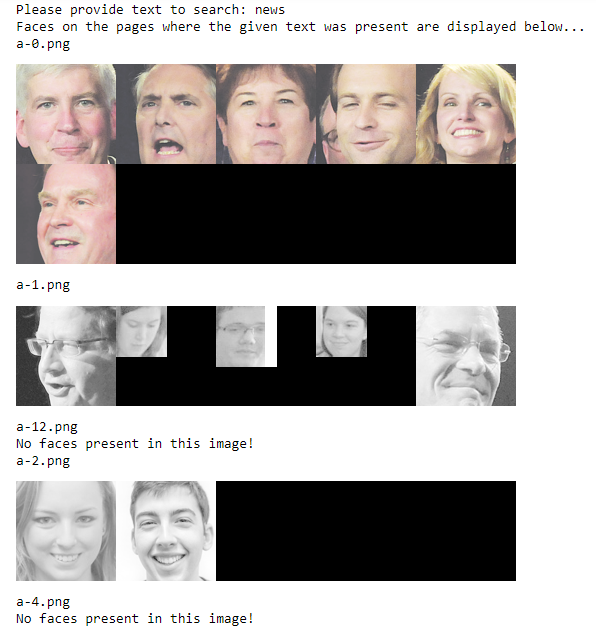 Please provide text to search: news
Faces on the pages where the given text was present are displayed below...
a-0.png
a-1.png
a-12.png
No faces present in this image!
a-2.png
a-4.png
No faces present in this image!